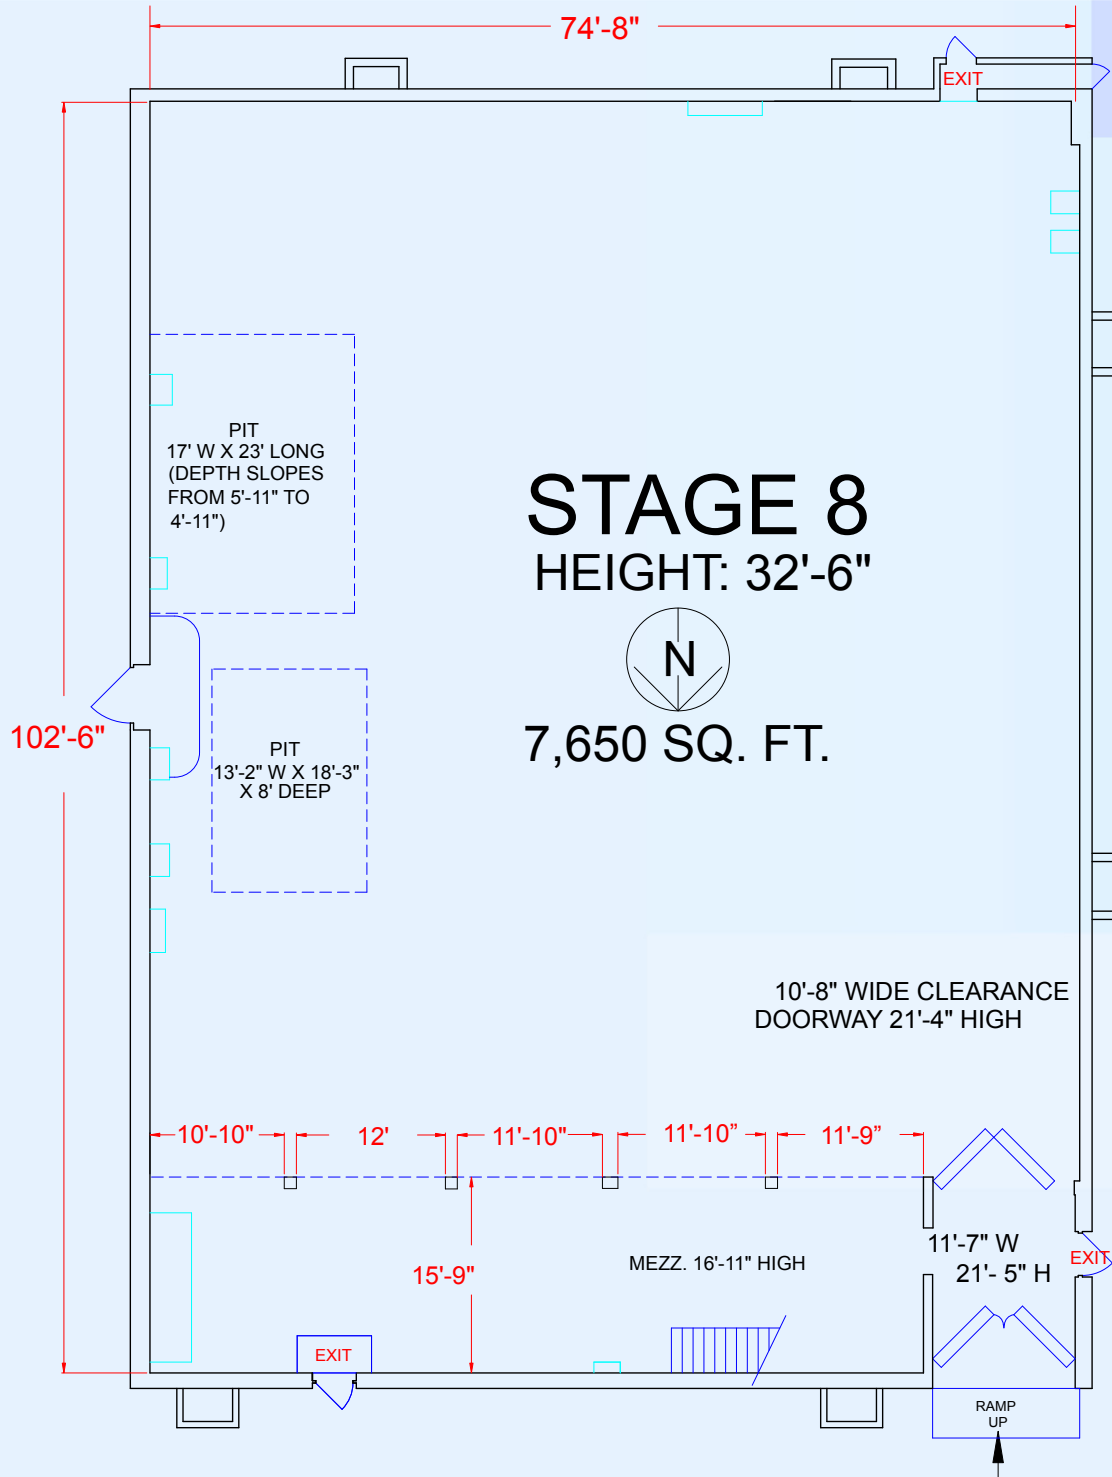 74'-8"
EXIT
PIT
17' W X 23' LONG
(DEPTH SLOPES
FROM 5'-11" TO
4'-11")
STAGE 8
HEIGHT: 32'-6"
N
7,650 SQ. FT.
102'-6"
PIT
13'-2" W X 18'-3"
X 8' DEEP
10'-8" WIDE CLEARANCE
DOORWAY 21'-4" HIGH
10'-10"
12'
11'-10"
11'-10”
11'-9”
15'-9"
MEZZ. 16'-11" HIGH
11'-7" W
21'- 5" H
EXIT
EXIT
RAMP
UP